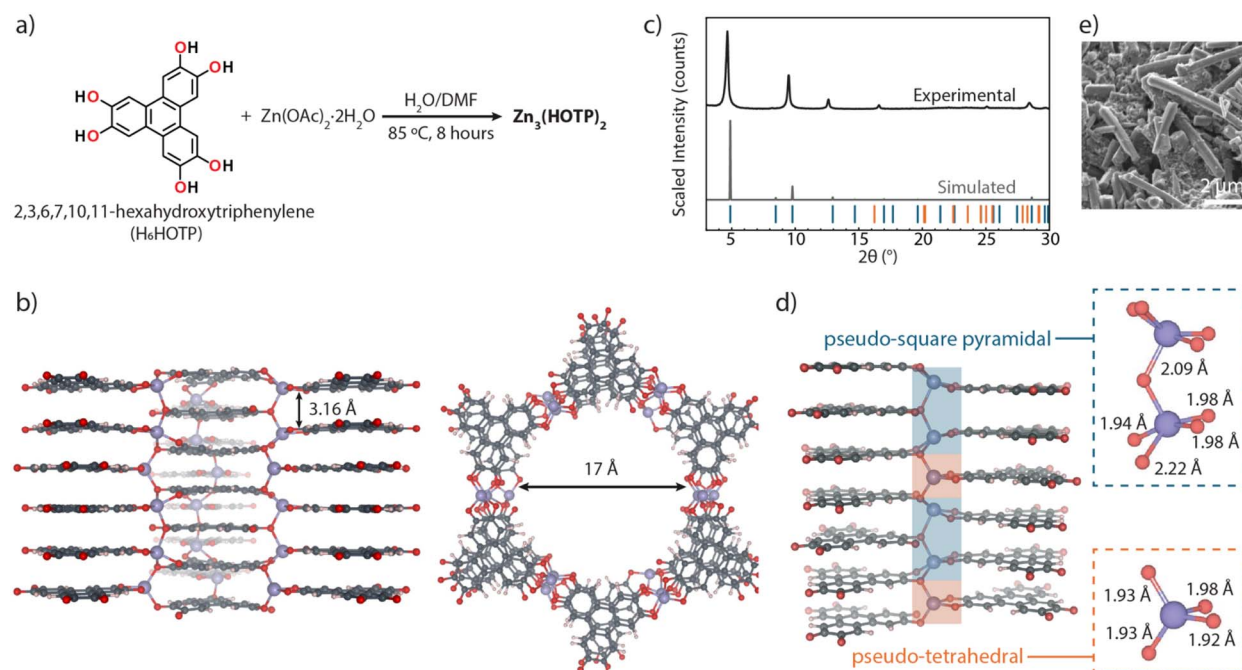 a)
OH
OH
HO
HO
OH
OH
+ Zn(OAc)₂·2H₂O
H₂O/DMF
85 ºC, 8 hours
Zn₃(HOTP)₂
2,3,6,7,10,11-hexahydroxytriphenylene
(H₆HOTP)
c)
Scaled Intensity (counts)
Experimental
Simulated
5 10 15 20 25 30
2θ (°)
e)
2 µm
b)
3.16 Å
17 Å
d)
pseudo-square pyramidal
2.09 Å
1.98 Å
1.94 Å
1.98 Å
2.22 Å
1.93 Å
1.98 Å
1.93 Å
1.92 Å
pseudo-tetrahedral